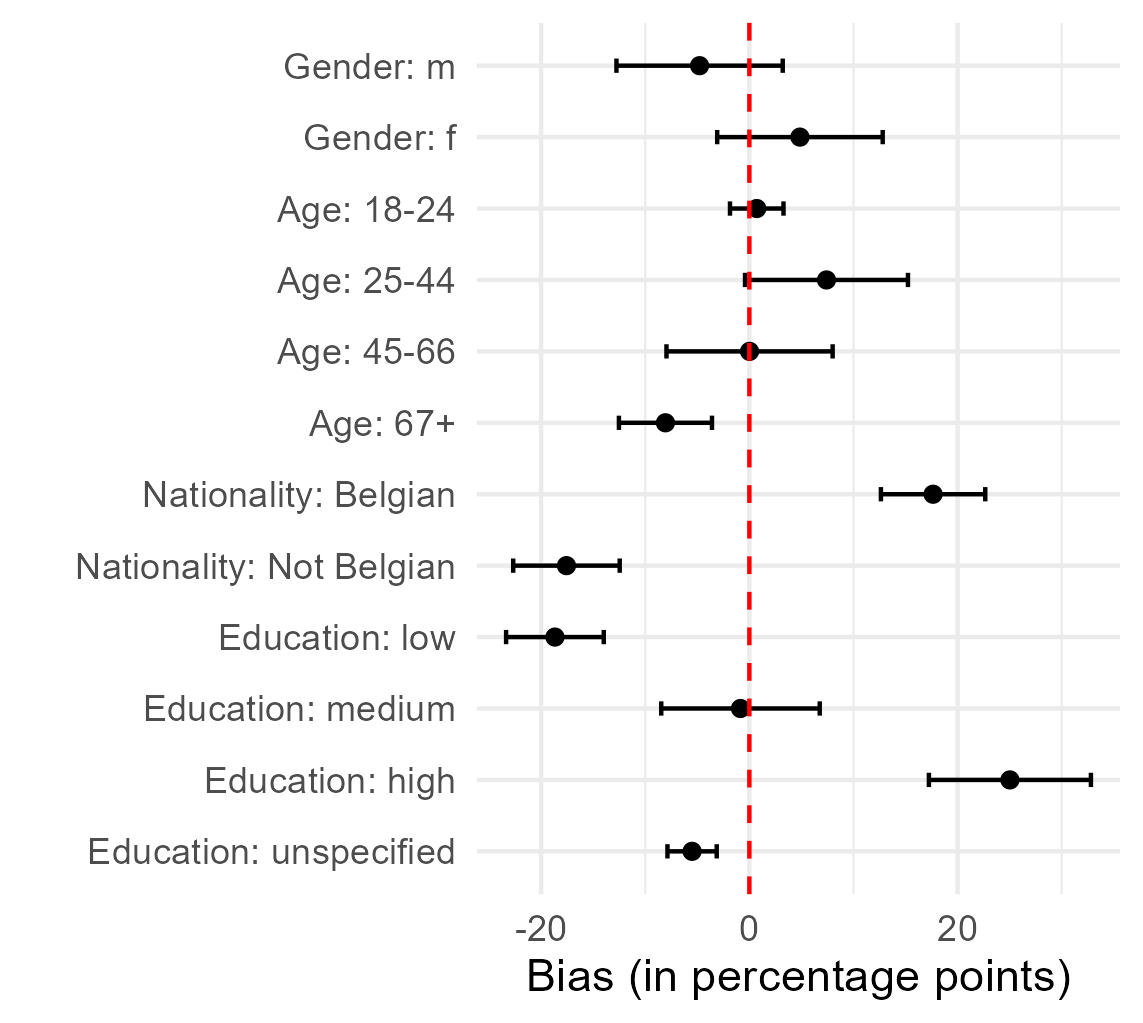 Gender: m
Gender: f
Age: 18-24
Age: 25-44
Age: 45-66
Age: 67+
Nationality: Belgian
Nationality: Not Belgian
Education: low
Education: medium
Education: high
Education: unspecified
-20 0 20
Bias (in percentage points)